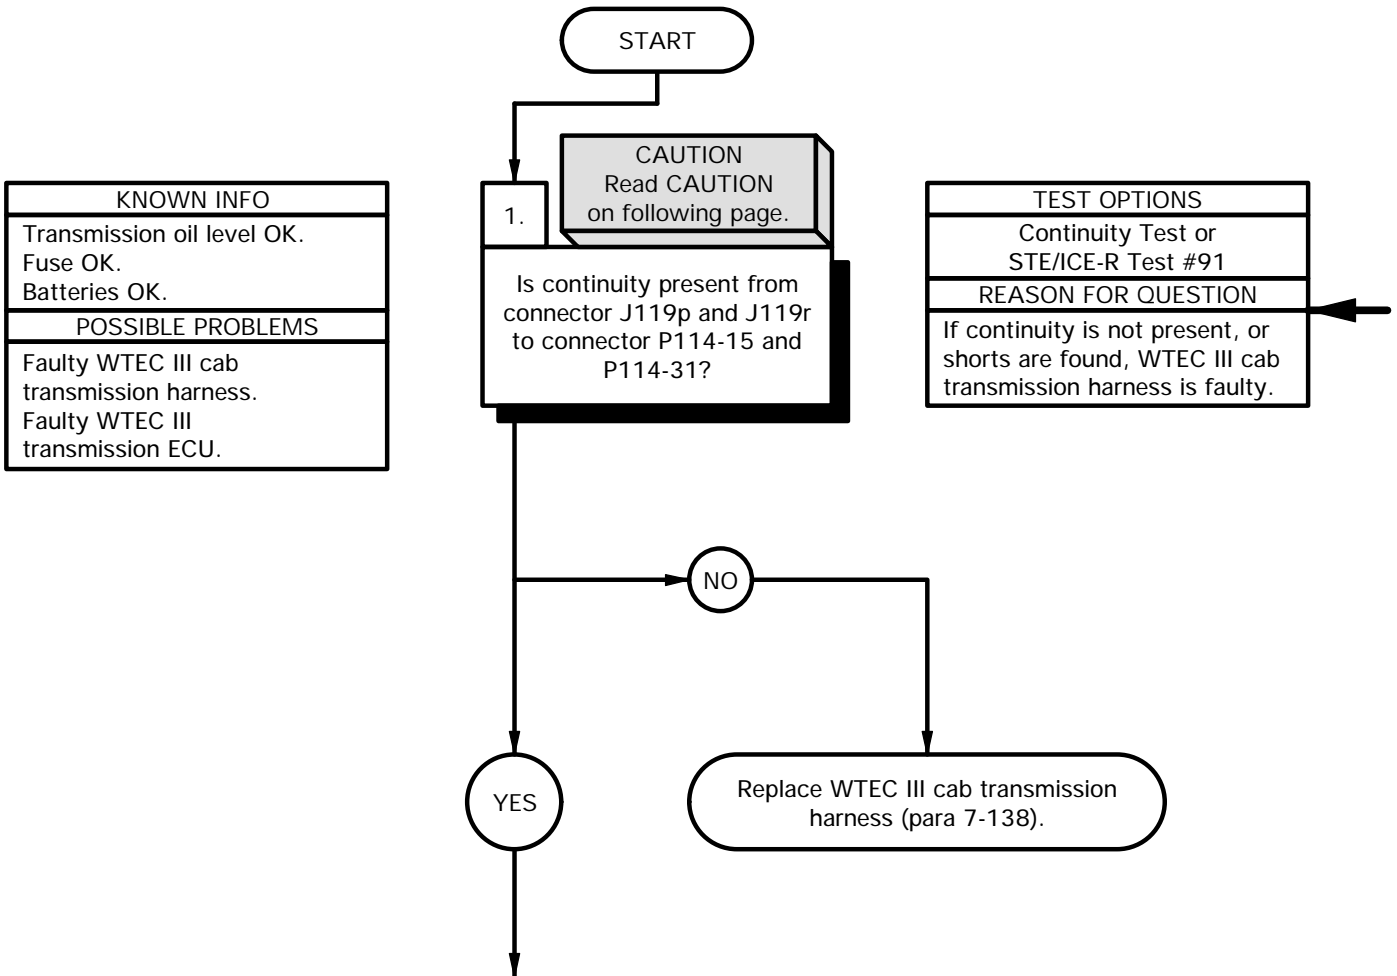 START
KNOWN INFO
Transmission oil level OK.
Fuse OK.
Batteries OK.
POSSIBLE PROBLEMS
Faulty WTEC III cab
transmission harness.
Faulty WTEC III
transmission ECU.
1.
CAUTION
Read CAUTION
on following page.
Is continuity present from
connector J119p and J119r
to connector P114-15 and
P114-31?
TEST OPTIONS
Continuity Test or
STE/ICE-R Test #91
REASON FOR QUESTION
If continuity is not present, or
shorts are found, WTEC III cab
transmission harness is faulty.
NO
YES
Replace WTEC III cab transmission
harness (para 7-138).